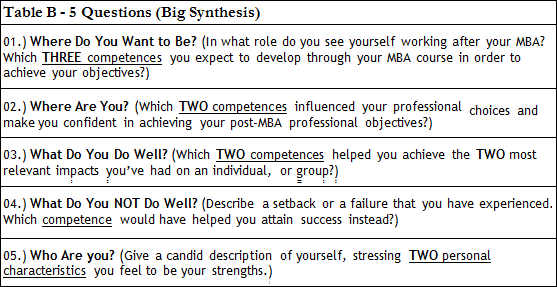 Table B - 5 Questions (Big Synthesis)
01.) Where Do You Want to Be? (In what role do you see yourself working after your MBA?
Which THREE competences you expect to develop through your MBA course in order to
achieve your objectives?)
02.) Where Are You? (Which TWO competences influenced your professional choices and
make you confident in achieving your post-MBA professional objectives?)
03.) What Do You Do Well? (Which TWO competences helped you achieve the TWO most
relevant impacts you've had on an individual, or group?)
04.) What Do You NOT Do Well? (Describe a setback or a failure that you have experienced.
Which competence would have helped you attain success instead?)
05.) Who Are you? (Give a candid description of yourself, stressing TWO personal
characteristics you feel to be your strengths.)